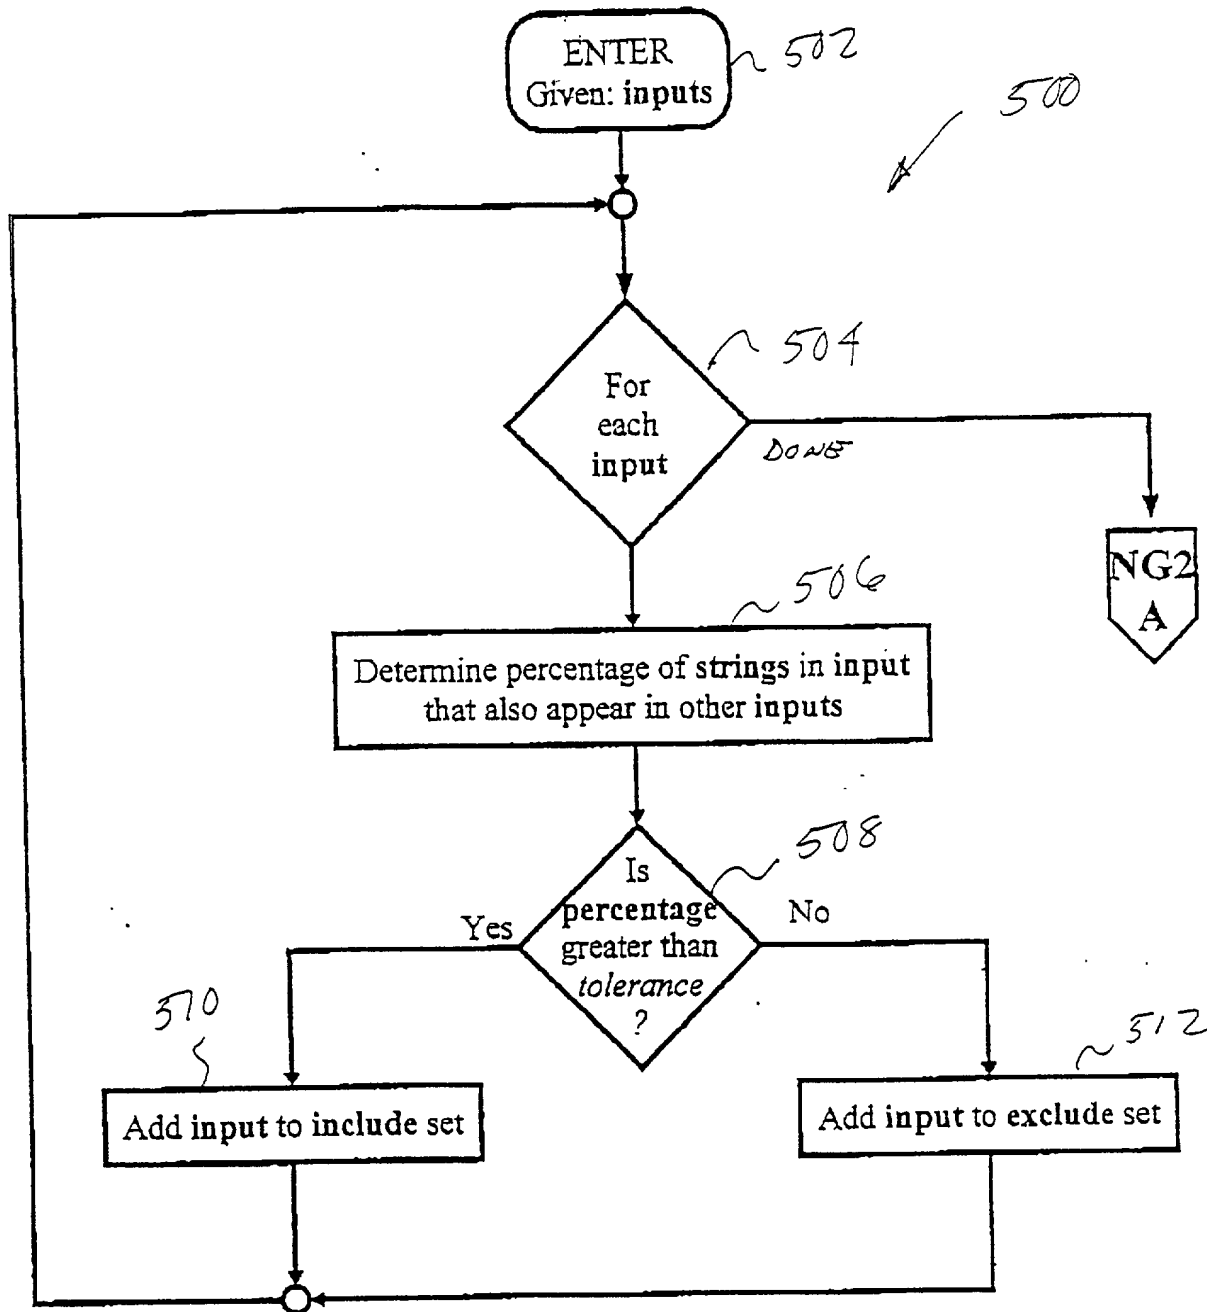 ENTER
Given: inputs
502
500
For
each
input
504
DONE
NG2
A
506
Determine percentage of strings in input
that also appear in other inputs
508
Is
percentage
greater than
tolerance
?
Yes
No
510
512
Add input to include set
Add input to exclude set